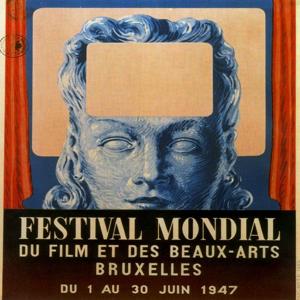 FESTIVAL MONDIAL
DU FILM ET DES BEAUX-ARTS
BRUXELLES
DU 1 AU 30 JUIN 1947